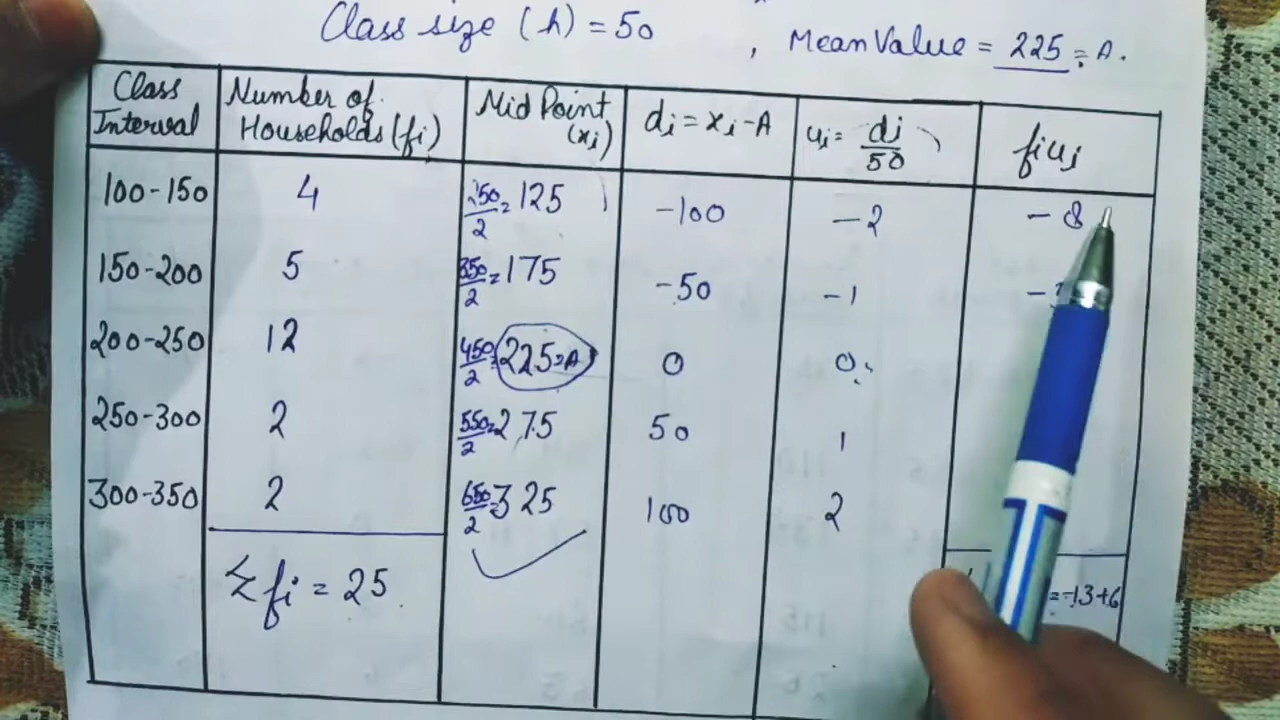 Class size (h) = 50 , Mean Value = 225 = A.
Class Interval Number of Households (fi) Mid Point (xi) di = xi - A ui = di/50 fiui
100-150 4 250/2 = 125 -100 -2 -8
150-200 5 350/2 = 175 -50 -1
200-250 12 450/2 = 225 = A 0 0
250-300 2 550/2 = 275 50 1
300-350 2 650/2 = 325 100 2
Σfi = 25 = -13+6